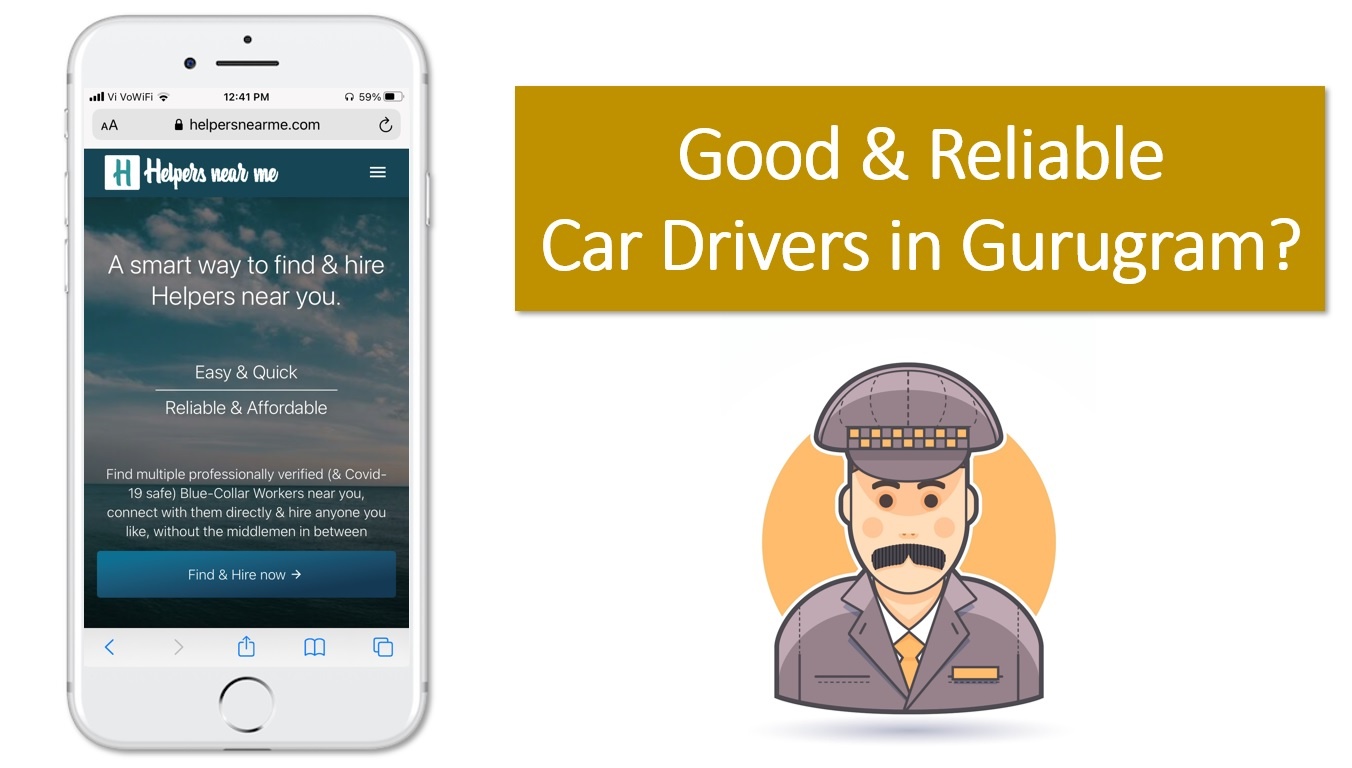 Vi VoWiFi 12:41 PM 59%
AA helpersnearme.com
H Helpers near me
A smart way to find & hire
Helpers near you.
Easy & Quick
Reliable & Affordable
Find multiple professionally verified (& Covid-
19 safe) Blue-Collar Workers near you,
connect with them directly & hire anyone you
like, without the middlemen in between
Find & Hire now →
Good & Reliable
Car Drivers in Gurugram?